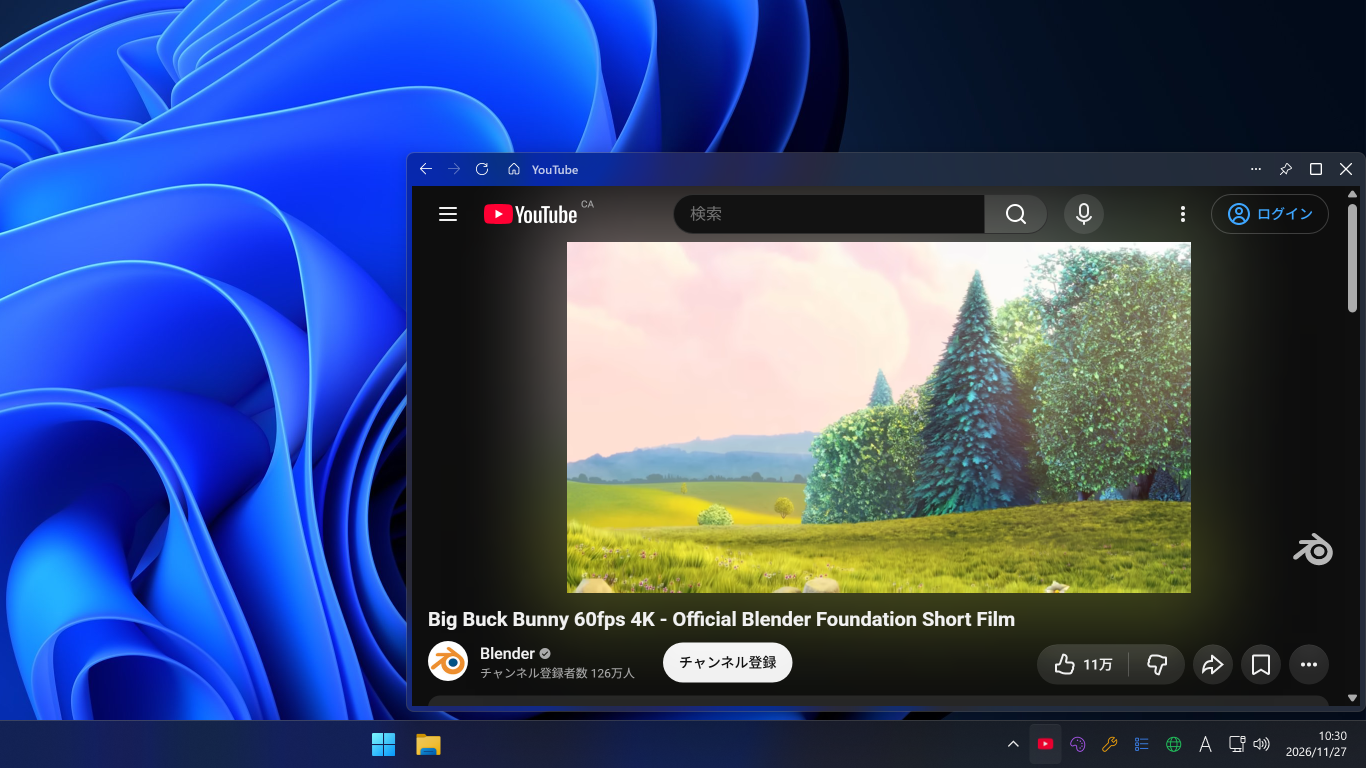 YouTube
YouTube CA
検索
ログイン
Big Buck Bunny 60fps 4K - Official Blender Foundation Short Film
Blender
チャンネル登録者数 126万人
チャンネル登録
11万
A
10:30
2026/11/27